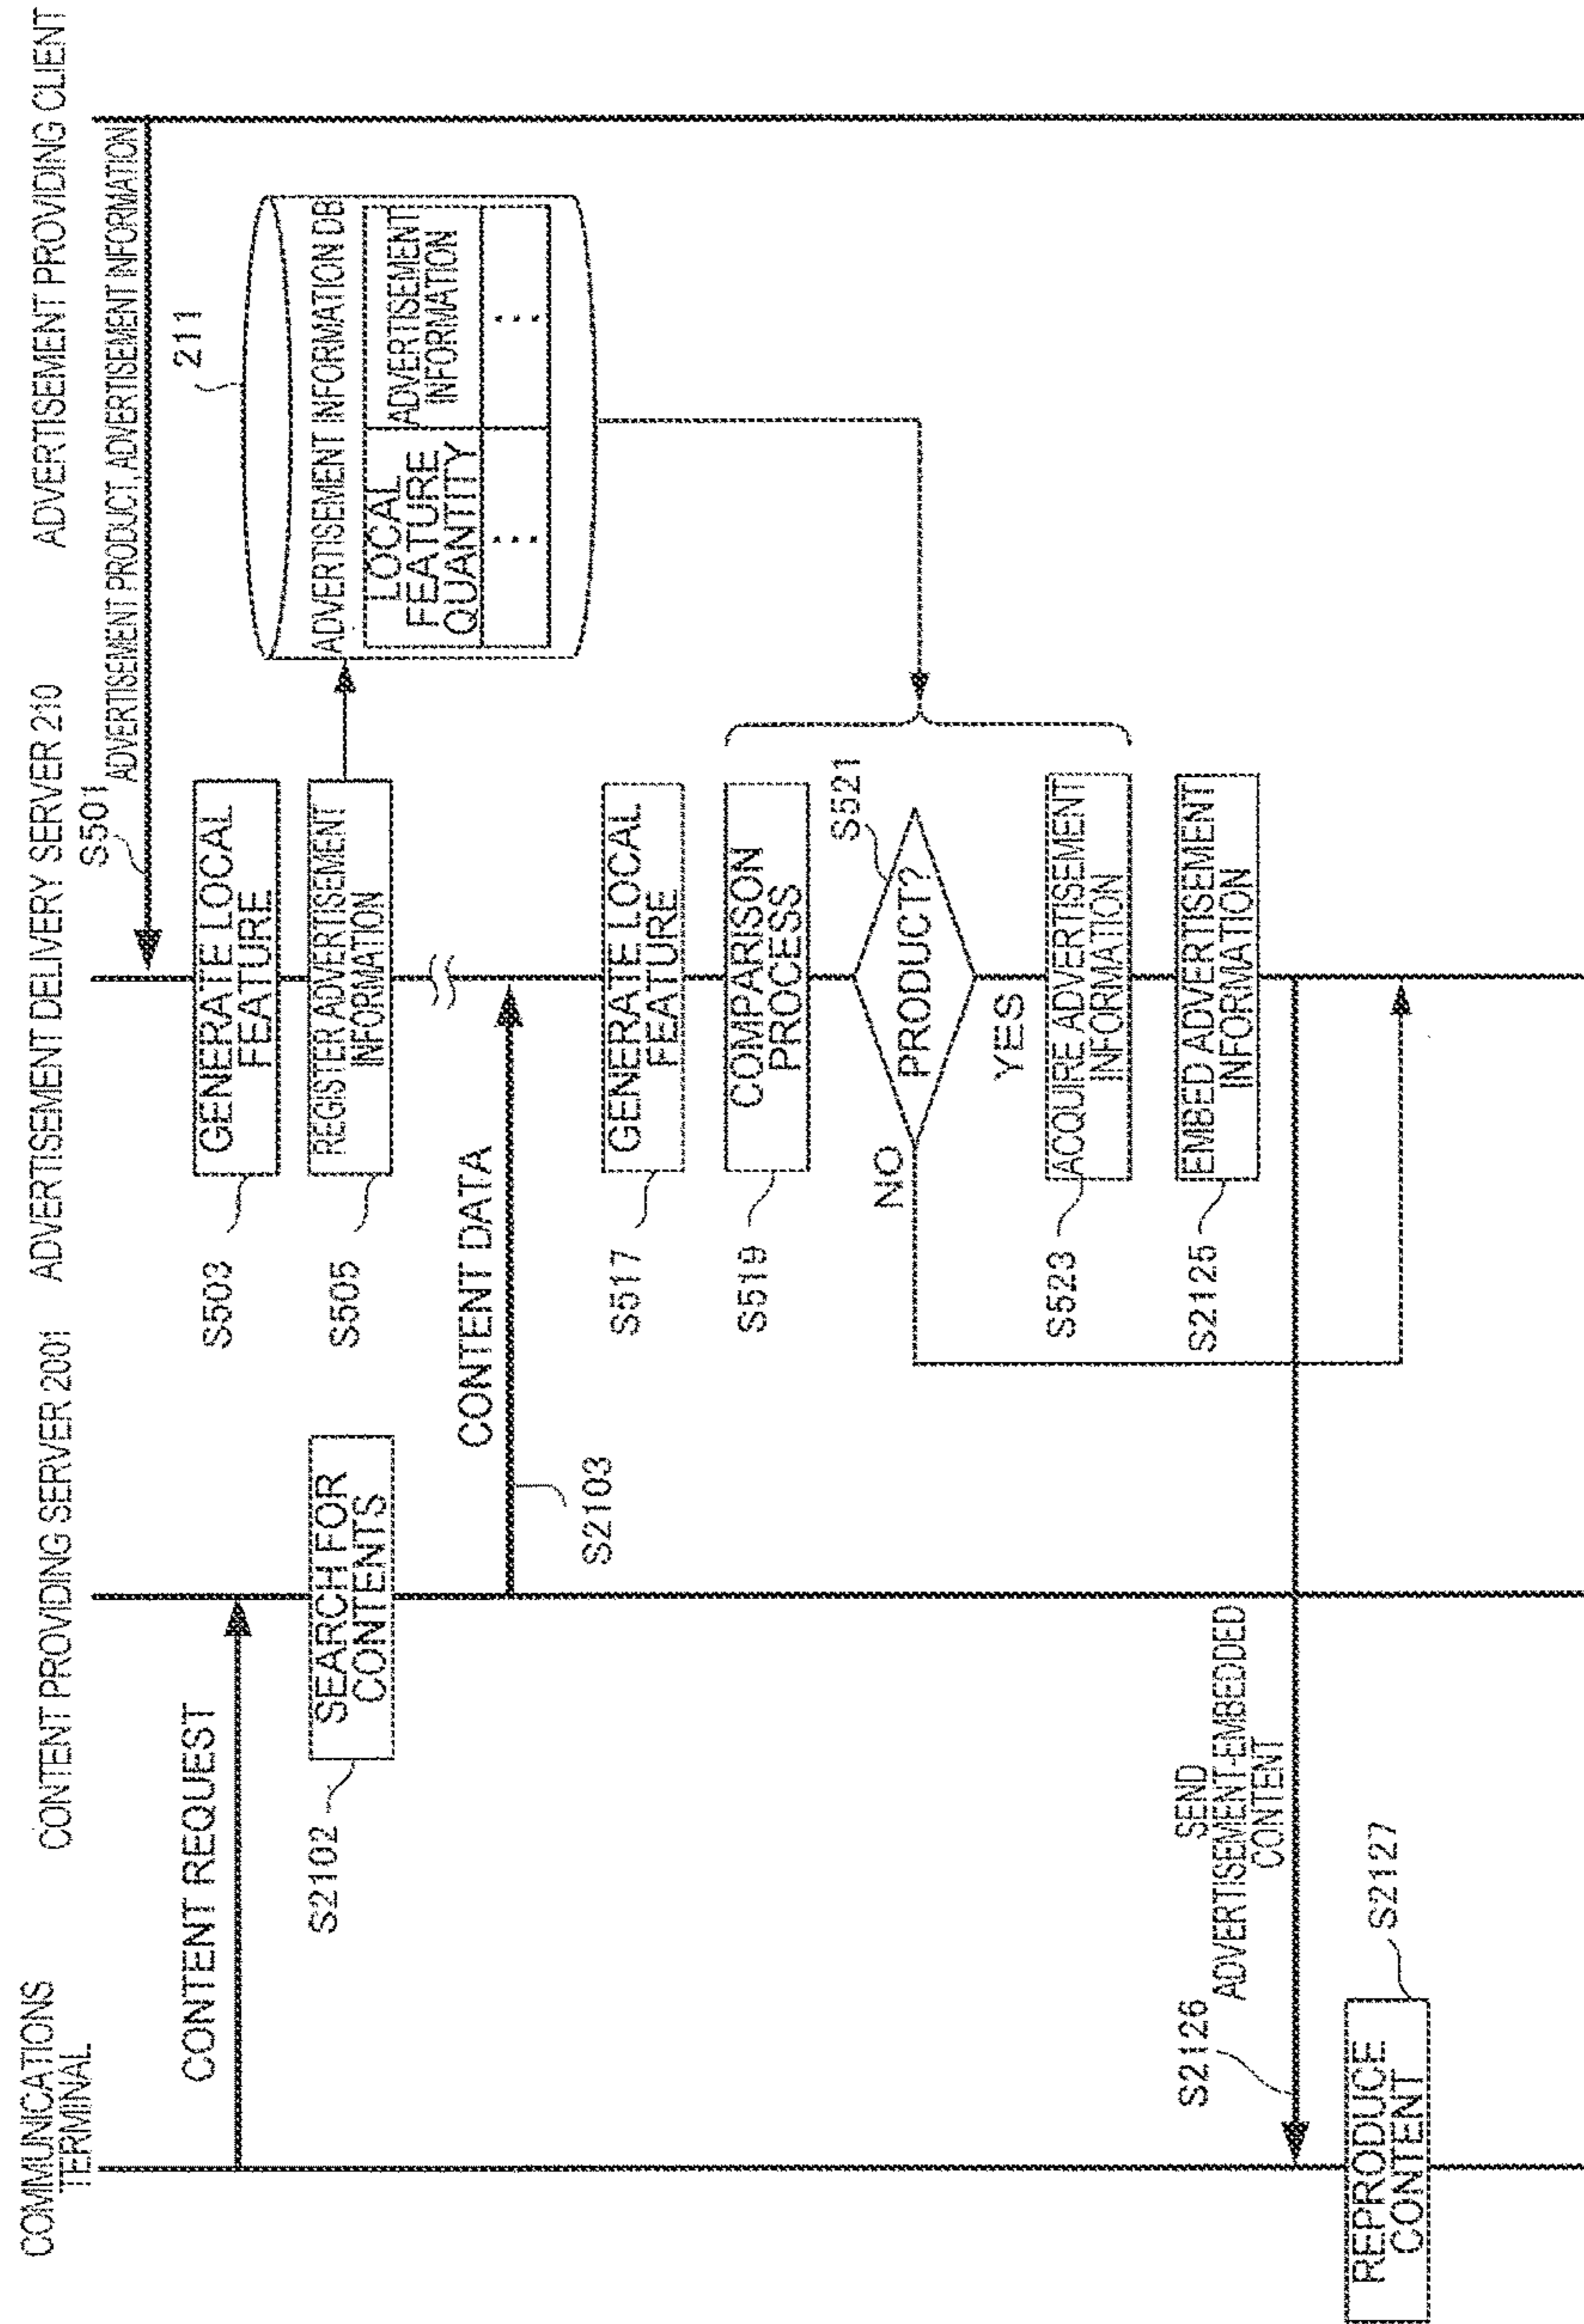 COMMUNICATIONS
TERMINAL
CONTENT PROVIDING SERVER 2001
ADVERTISEMENT DELIVERY SERVER 210
ADVERTISEMENT PROVIDING CLIENT
S501
ADVERTISEMENT PRODUCT, ADVERTISEMENT INFORMATION
CONTENT REQUEST
S503
GENERATE LOCAL
FEATURE
211
S2102
SEARCH FOR
CONTENTS
S505
REGISTER ADVERTISEMENT
INFORMATION
ADVERTISEMENT INFORMATION DB
LOCAL
FEATURE
QUANTITY
ADVERTISEMENT
INFORMATION
...
...
CONTENT DATA
S2103
S517
GENERATE LOCAL
FEATURE
S519
COMPARISON
PROCESS
S521
PRODUCT?
NO
YES
S523
ACQUIRE ADVERTISEMENT
INFORMATION
S2125
EMBED ADVERTISEMENT
INFORMATION
S2126
SEND
ADVERTISEMENT-EMBEDDED
CONTENT
REPRODUCE
CONTENT
S2127